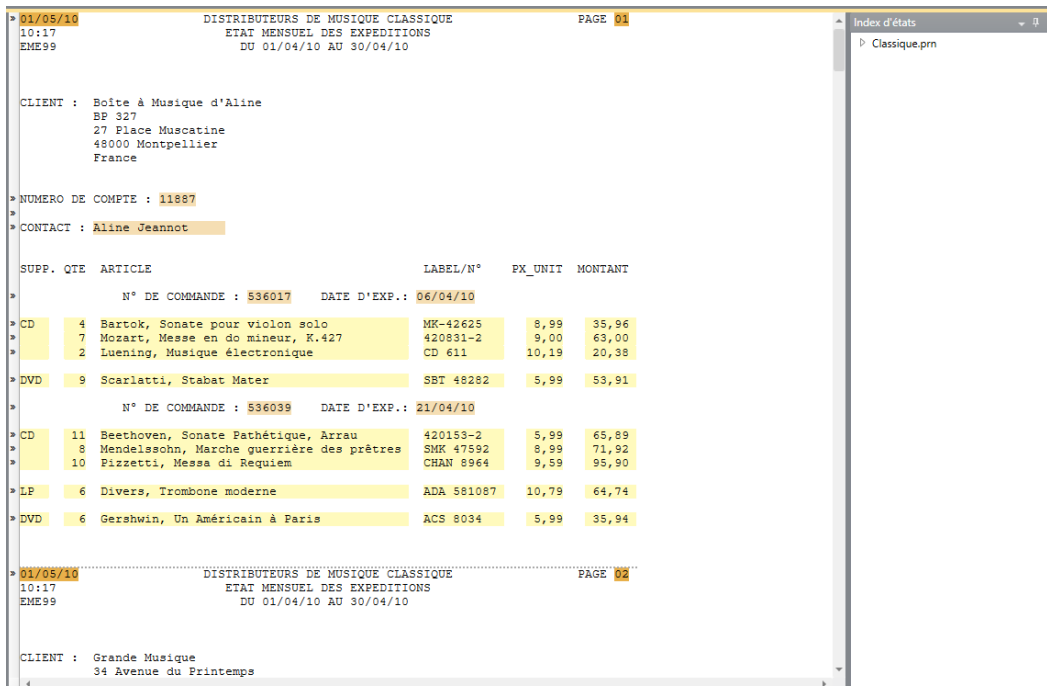 » 01/05/10 DISTRIBUTEURS DE MUSIQUE CLASSIQUE PAGE 01
10:17 ETAT MENSUEL DES EXPEDITIONS
EME99 DU 01/04/10 AU 30/04/10
CLIENT : Boîte à Musique d'Aline
BP 327
27 Place Muscatine
48000 Montpellier
France
» NUMERO DE COMPTE : 11887
»
» CONTACT : Aline Jeannot
SUPP. QTE ARTICLE LABEL/N° PX_UNIT MONTANT
» N° DE COMMANDE : 536017 DATE D'EXP.: 06/04/10
» CD 4 Bartok, Sonate pour violon solo MK-42625 8,99 35,96
» 7 Mozart, Messe en do mineur, K.427 420831-2 9,00 63,00
» 2 Luening, Musique électronique CD 611 10,19 20,38
» DVD 9 Scarlatti, Stabat Mater SBT 48282 5,99 53,91
» N° DE COMMANDE : 536039 DATE D'EXP.: 21/04/10
» CD 11 Beethoven, Sonate Pathétique, Arrau 420153-2 5,99 65,89
» 8 Mendelssohn, Marche guerrière des prêtres SMK 47592 8,99 71,92
» 10 Pizzetti, Messa di Requiem CHAN 8964 9,59 95,90
» LP 6 Divers, Trombone moderne ADA 581087 10,79 64,74
» DVD 6 Gershwin, Un Américain à Paris ACS 8034 5,99 35,94
» 01/05/10 DISTRIBUTEURS DE MUSIQUE CLASSIQUE PAGE 02
10:17 ETAT MENSUEL DES EXPEDITIONS
EME99 DU 01/04/10 AU 30/04/10
CLIENT : Grande Musique
34 Avenue du Printemps
Index d'états
Classique.prn